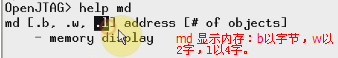 OpenJTAG> help md
md [.b, .w, .l] address [# of objects]
- memory display md 显示内存：b以字节，w以
2字，l以4字。